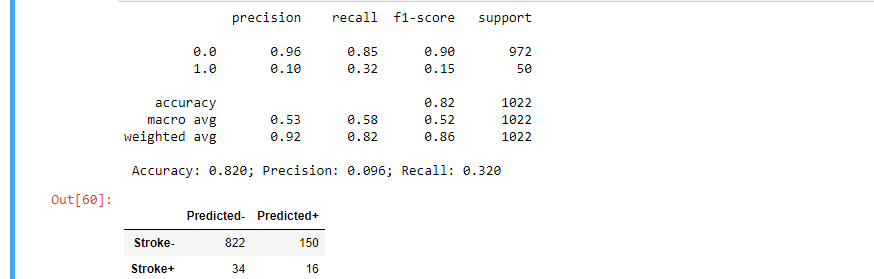 precision recall f1-score support
0.0 0.96 0.85 0.90 972
1.0 0.10 0.32 0.15 50
accuracy 0.82 1022
macro avg 0.53 0.58 0.52 1022
weighted avg 0.92 0.82 0.86 1022
Accuracy: 0.820; Precision: 0.096; Recall: 0.320
Out[60]:
Predicted- Predicted+
Stroke- 822 150
Stroke+ 34 16